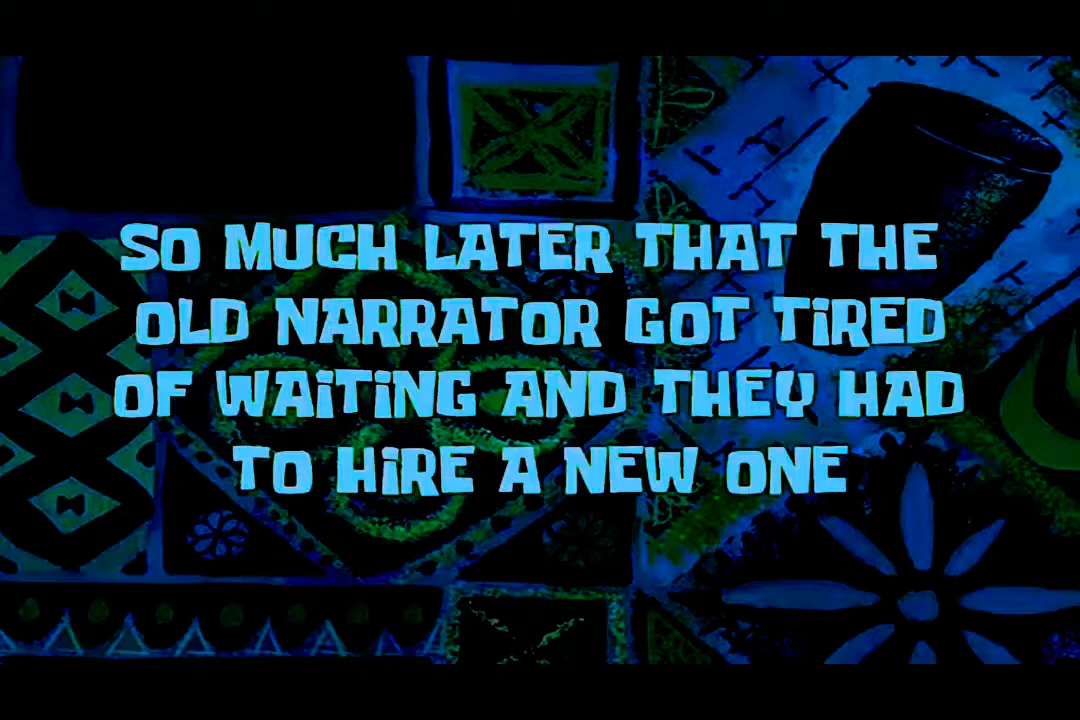 SO MUCH LATER THAT THE
OLD NARRATOR GOT TiRED
OF WAiTiNG AND THEY HAD
TO HiRE A NEW ONE